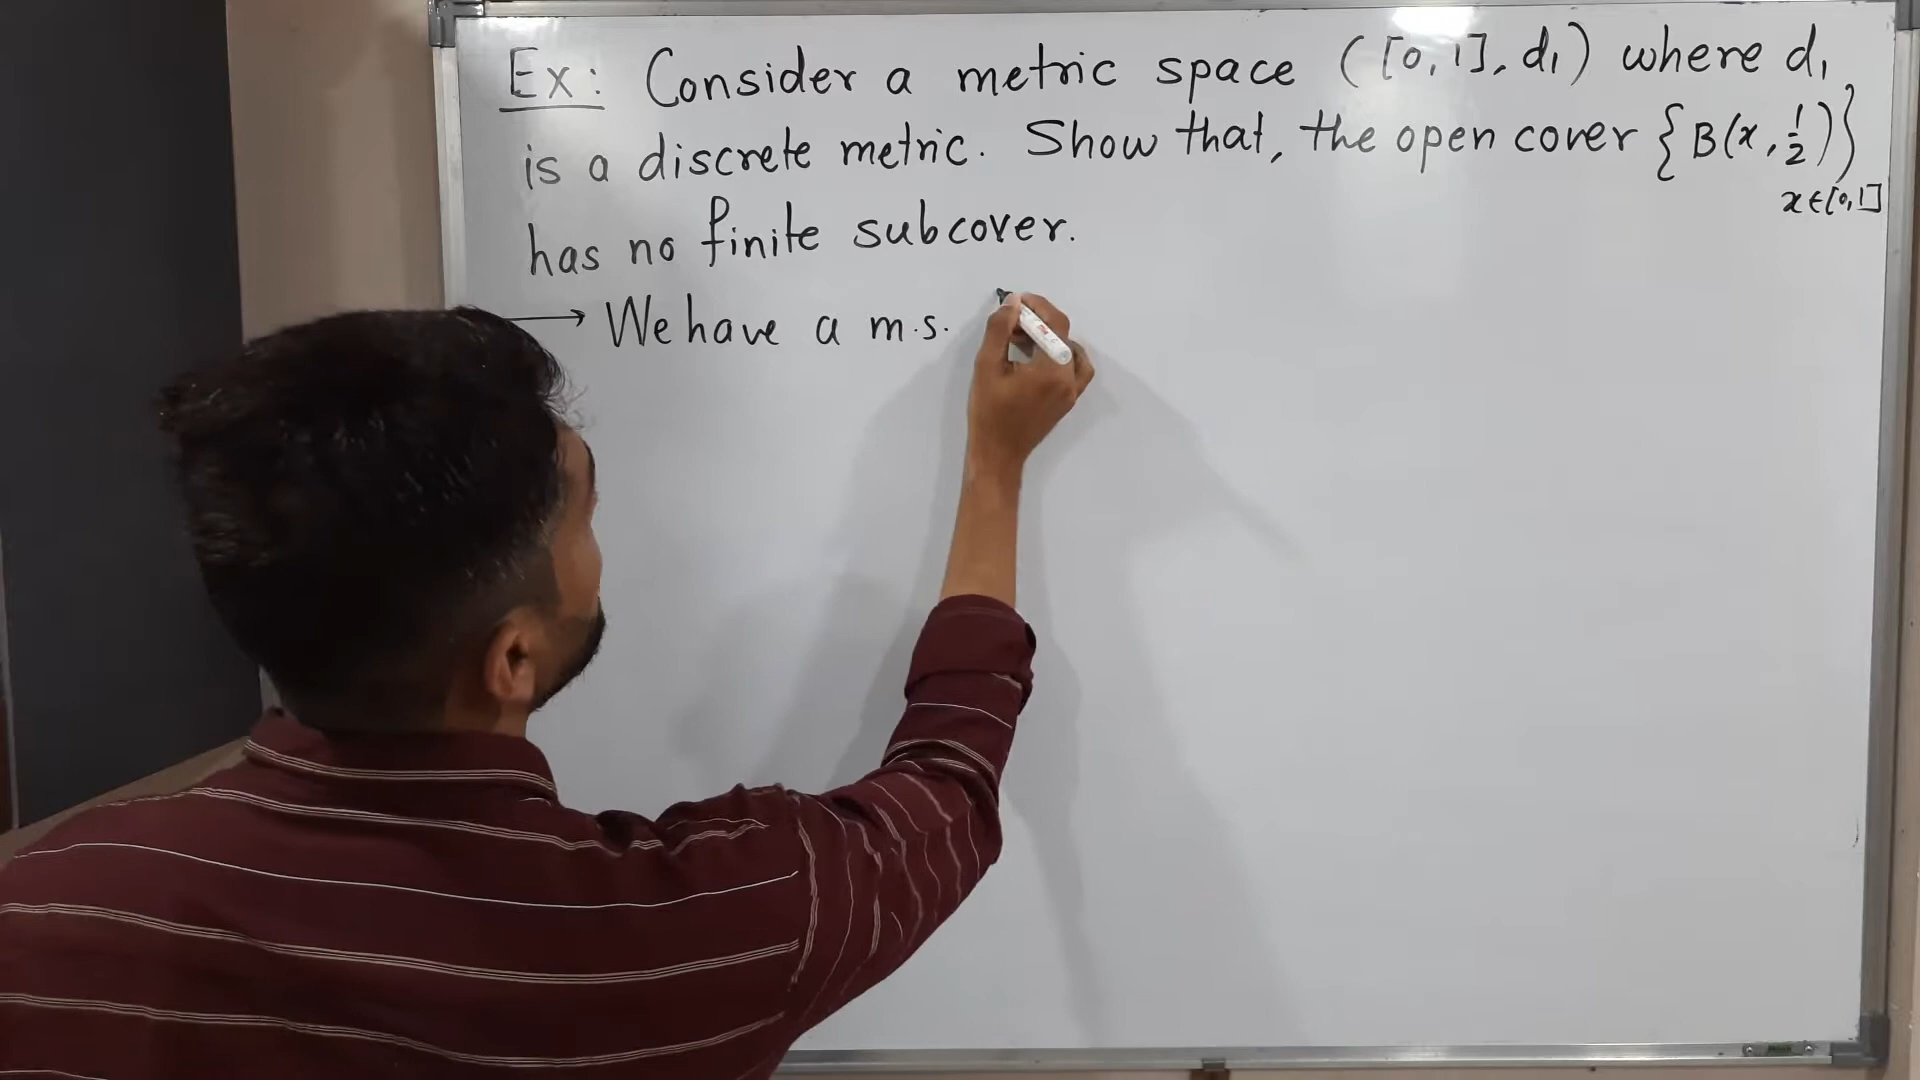 Ex: Consider a metric space ([0,1], d₁) where d₁
is a discrete metric. Show that, the open cover {B(x, 1/2)}
x∈[0,1]
has no finite subcover.
→ We have a m.s.